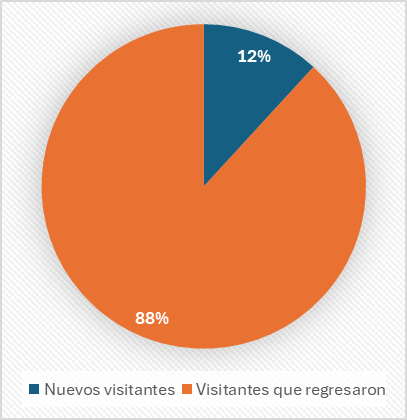 12%
88%
Nuevos visitantes
Visitantes que regresaron